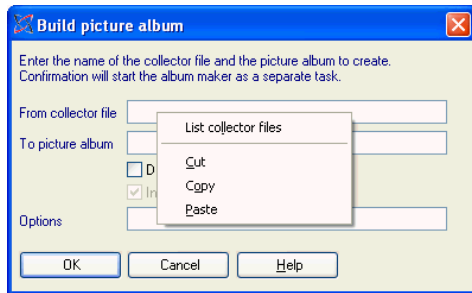 Build picture album
Enter the name of the collector file and the picture album to create.
Confirmation will start the album maker as a separate task.
From collector file
List collector files
To picture album
D
Cut
In
Copy
Paste
Options
OK Cancel Help